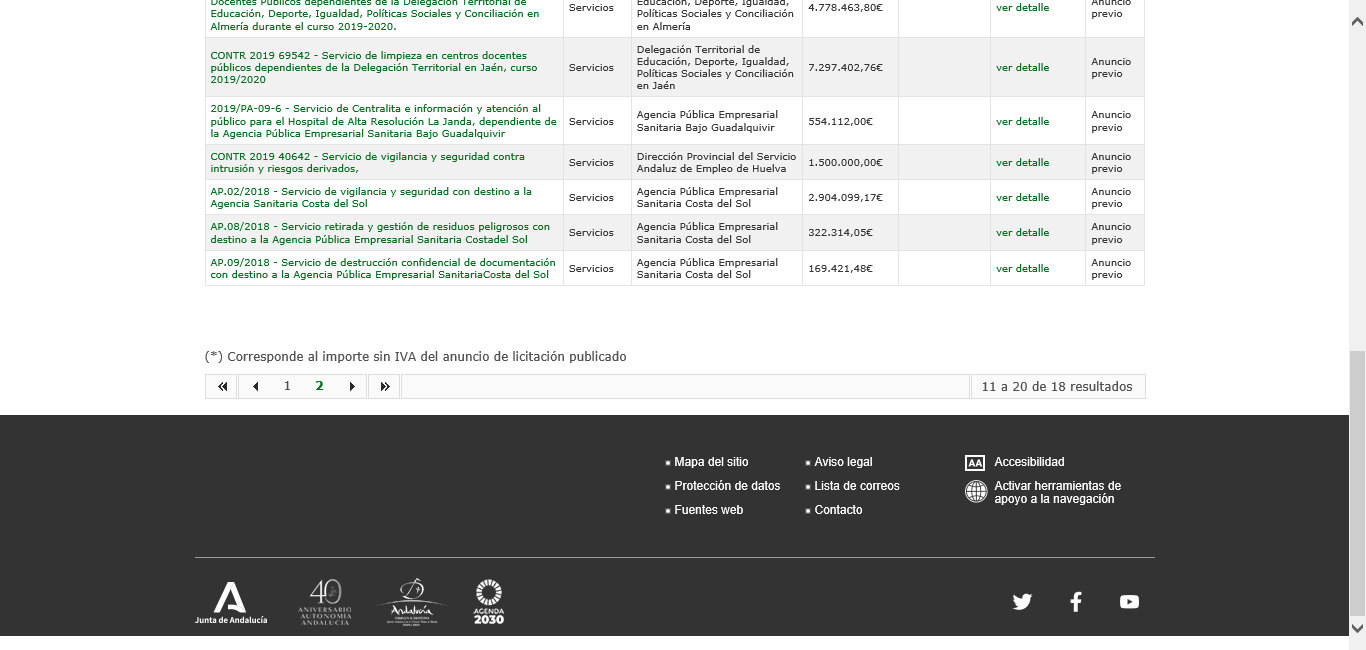 Docentes Públicos dependientes de la Delegación Territorial de
Educación, Deporte, Igualdad, Políticas Sociales y Conciliación en
Almería durante el curso 2019-2020.
Servicios
Educación, Deporte, Igualdad,
Políticas Sociales y Conciliación
en Almería
4.778.463,80€
ver detalle
Anuncio
previo
CONTR 2019 69542 - Servicio de limpieza en centros docentes
públicos dependientes de la Delegación Territorial en Jaén, curso
2019/2020
Servicios
Delegación Territorial de
Educación, Deporte, Igualdad,
Políticas Sociales y Conciliación
en Jaén
7.297.402,76€
ver detalle
Anuncio
previo
2019/PA-09-6 - Servicio de Centralita e información y atención al
público para el Hospital de Alta Resolución La Janda, dependiente de
la Agencia Pública Empresarial Sanitaria Bajo Guadalquivir
Servicios
Agencia Pública Empresarial
Sanitaria Bajo Guadalquivir
554.112,00€
ver detalle
Anuncio
previo
CONTR 2019 40642 - Servicio de vigilancia y seguridad contra
intrusión y riesgos derivados,
Servicios
Dirección Provincial del Servicio
Andaluz de Empleo de Huelva
1.500.000,00€
ver detalle
Anuncio
previo
AP.02/2018 - Servicio de vigilancia y seguridad con destino a la
Agencia Sanitaria Costa del Sol
Servicios
Agencia Pública Empresarial
Sanitaria Costa del Sol
2.904.099,17€
ver detalle
Anuncio
previo
AP.08/2018 - Servicio retirada y gestión de residuos peligrosos con
destino a la Agencia Pública Empresarial Sanitaria Costadel Sol
Servicios
Agencia Pública Empresarial
Sanitaria Costa del Sol
322.314,05€
ver detalle
Anuncio
previo
AP.09/2018 - Servicio de destrucción confidencial de documentación
con destino a la Agencia Pública Empresarial SanitariaCosta del Sol
Servicios
Agencia Pública Empresarial
Sanitaria Costa del Sol
169.421,48€
ver detalle
Anuncio
previo
(*) Corresponde al importe sin IVA del anuncio de licitación publicado
1 2
11 a 20 de 18 resultados
Mapa del sitio
Protección de datos
Fuentes web
Aviso legal
Lista de correos
Contacto
AA Accesibilidad
Activar herramientas de
apoyo a la navegación
Junta de Andalucía
40
ANIVERSARIO
AUTONOMÍA
ANDALUCÍA
Andalucía
AGENDA
2030